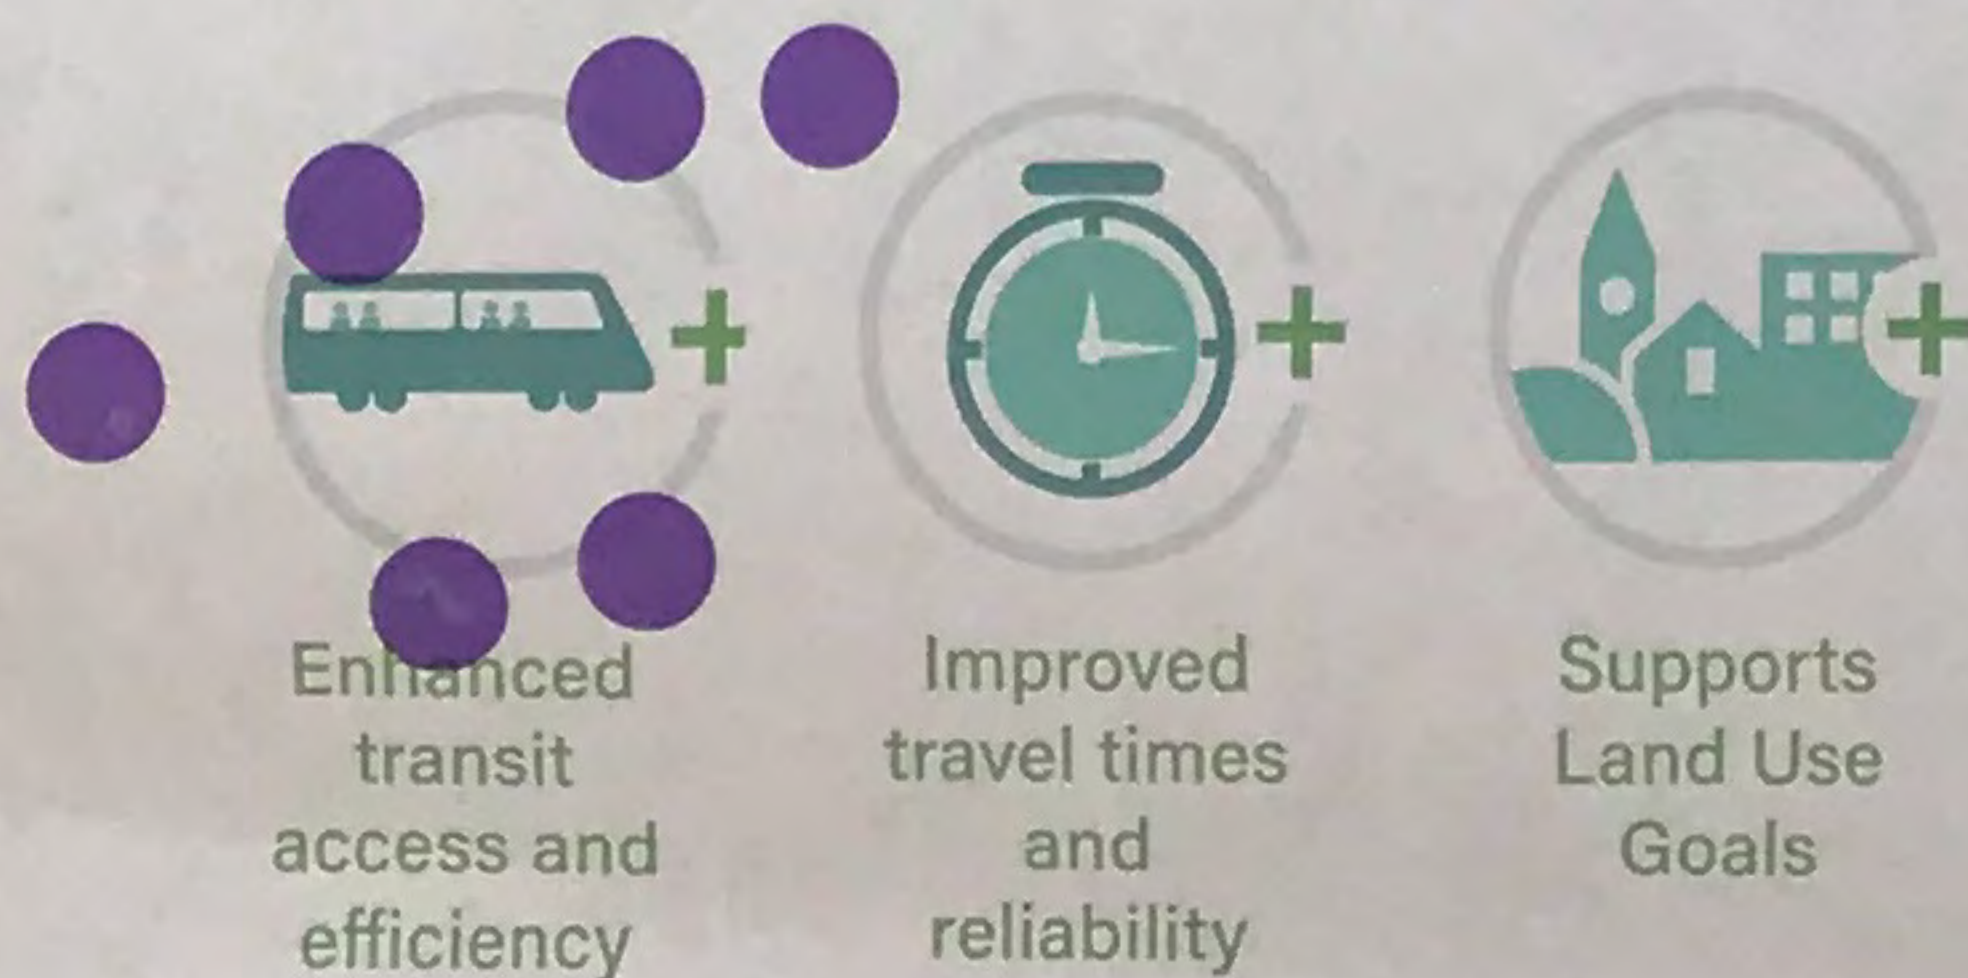 Enhanced
transit
access and
efficiency
Improved
travel times
and
reliability
Supports
Land Use
Goals